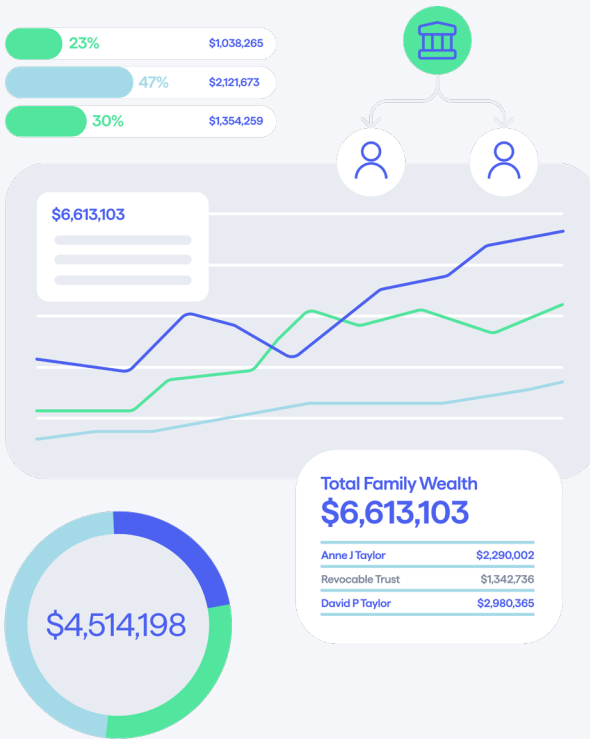 23% $1,038,265
47% $2,121,673
30% $1,354,259
$6,613,103
Total Family Wealth
$6,613,103
Anne J Taylor $2,290,002
Revocable Trust $1,342,736
David P Taylor $2,980,365
$4,514,198